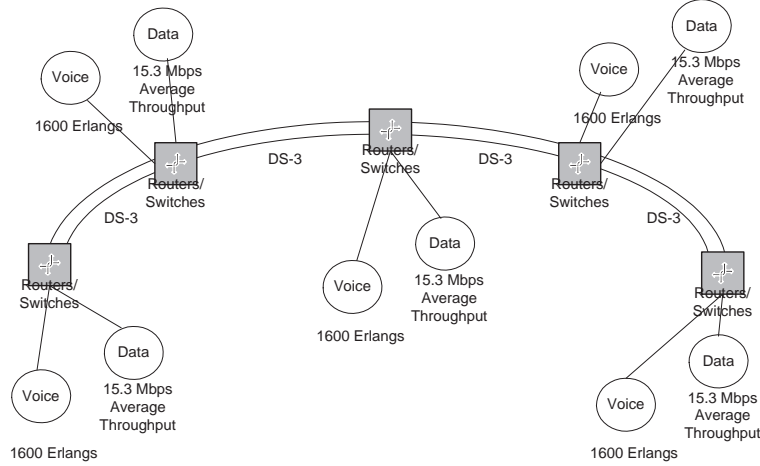 Data
Voice
15.3 Mbps
Average
Throughput
1600 Erlangs
Routers/
Switches
DS-3
DS-3
Routers/
Switches
DS-3
Data
Voice
15.3 Mbps
Average
Throughput
1600 Erlangs
Routers/
Switches
DS-3
Routers/
Switches
Voice
1600 Erlangs
Data
15.3 Mbps
Average
Throughput
Voice
1600 Erlangs
Data
15.3 Mbps
Average
Throughput
Routers/
Switches
Voice
1600 Erlangs
Data
15.3 Mbps
Average
Throughput